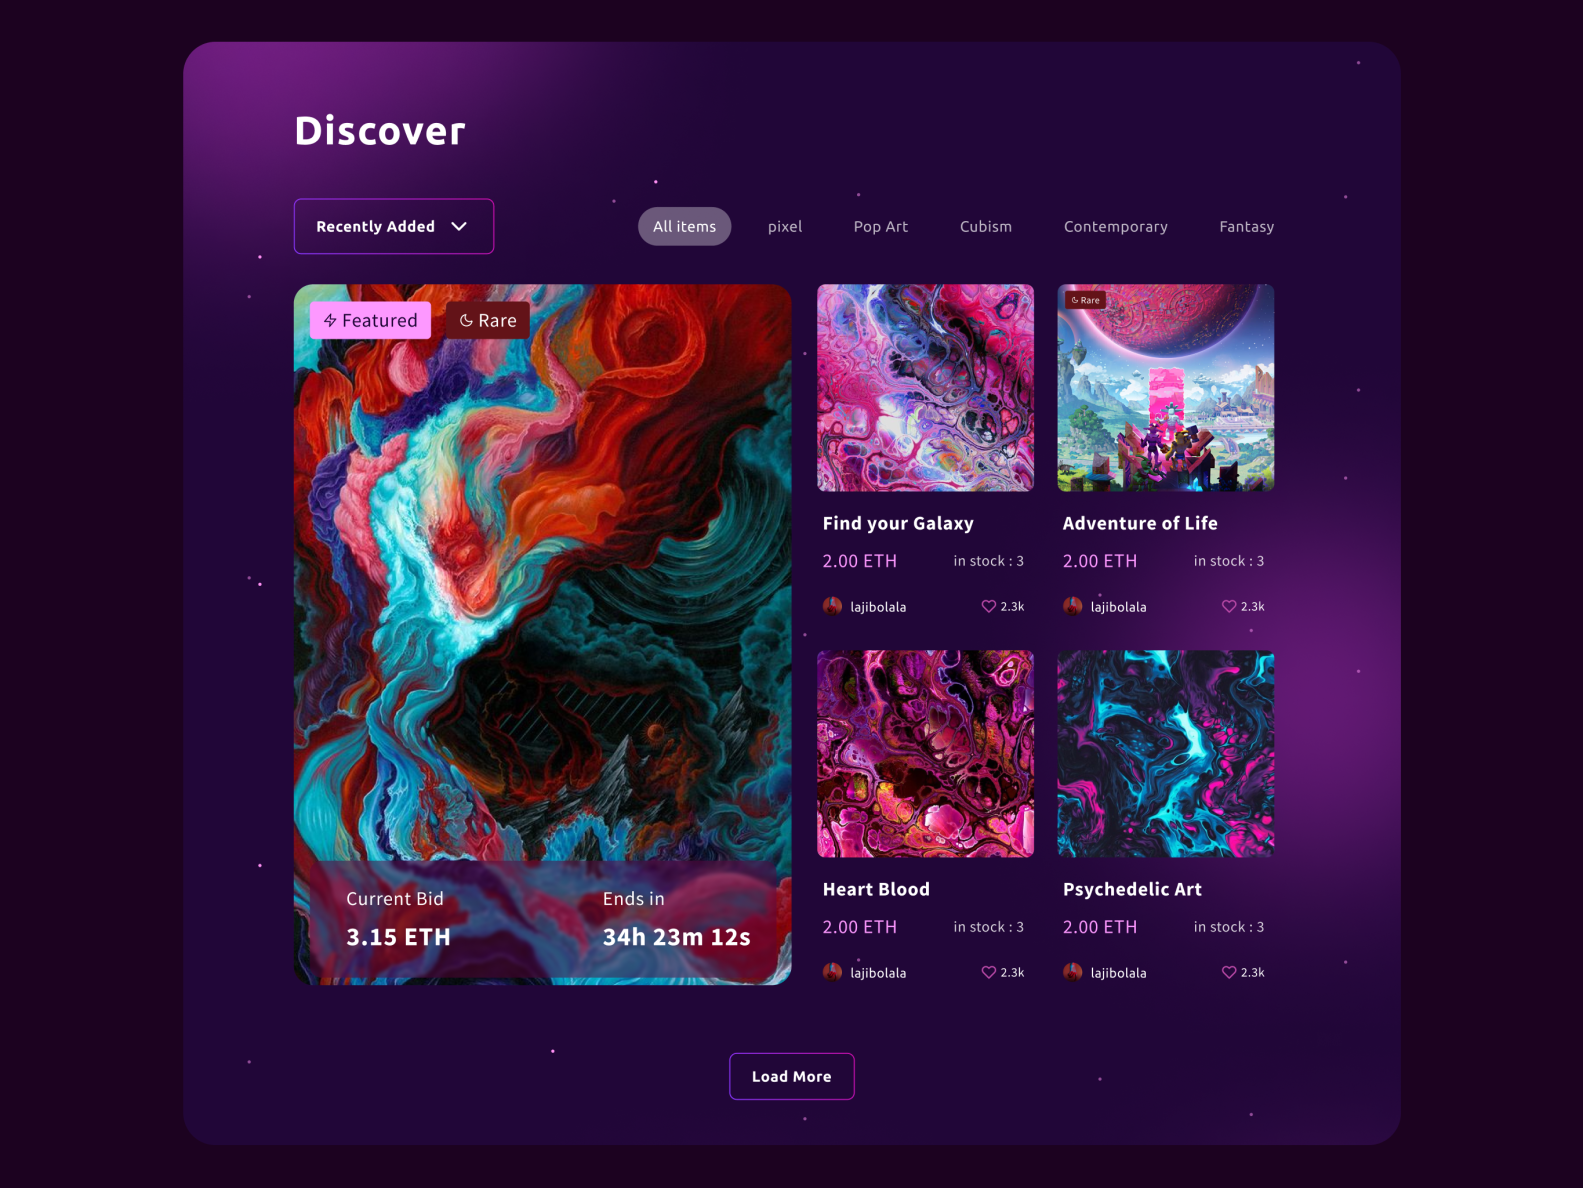 Discover
Recently Added
All items
pixel
Pop Art
Cubism
Contemporary
Fantasy
Featured
Rare
Current Bid
Ends in
3.15 ETH
34h 23m 12s
Find your Galaxy
2.00 ETH
in stock : 3
lajibolala
2.3k
Rare
Adventure of Life
2.00 ETH
in stock : 3
lajibolala
2.3k
Heart Blood
2.00 ETH
in stock : 3
lajibolala
2.3k
Psychedelic Art
2.00 ETH
in stock : 3
lajibolala
2.3k
Load More